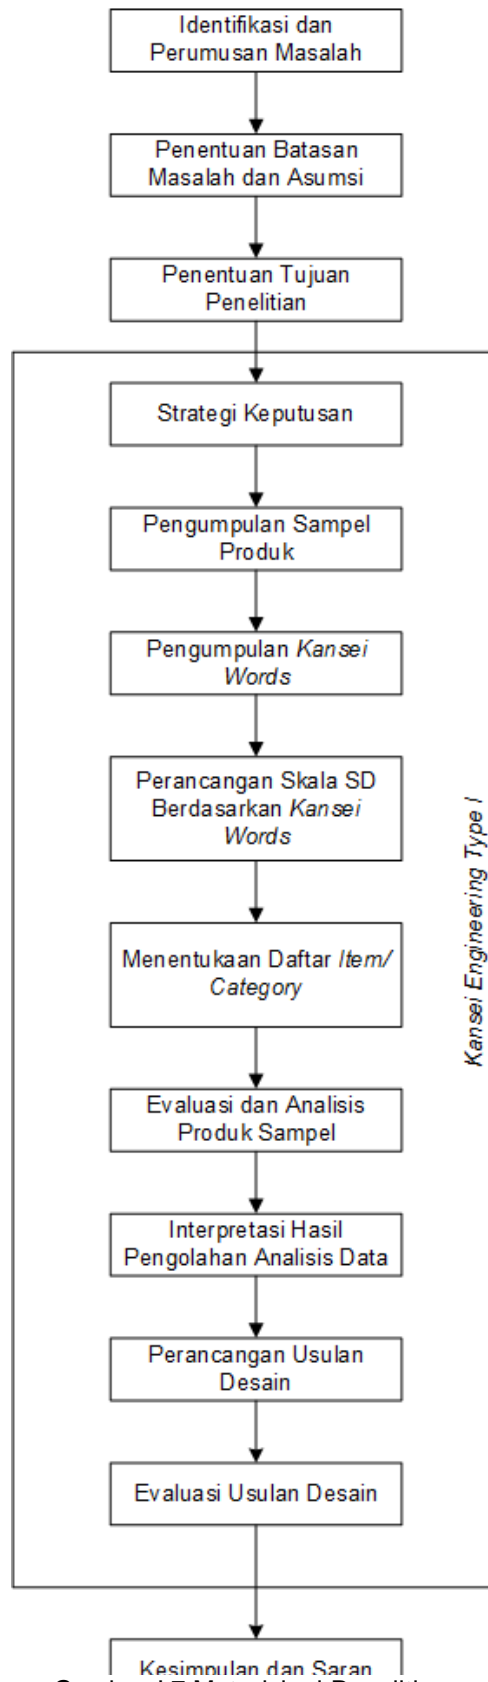 Identifikasi dan
Perumusan Masalah
Penentuan Batasan
Masalah dan Asumsi
Penentuan Tujuan
Penelitian
Strategi Keputusan
Pengumpulan Sampel
Produk
Pengumpulan Kansei
Words
Perancangan Skala SD
Berdasarkan Kansei
Words
Kansei Engineering Type I
Menentukaan Daftar Item/
Category
Evaluasi dan Analisis
Produk Sampel
Interpretasi Hasil
Pengolahan Analisis Data
Perancangan Usulan
Desain
Evaluasi Usulan Desain
Kesimpulan dan Saran